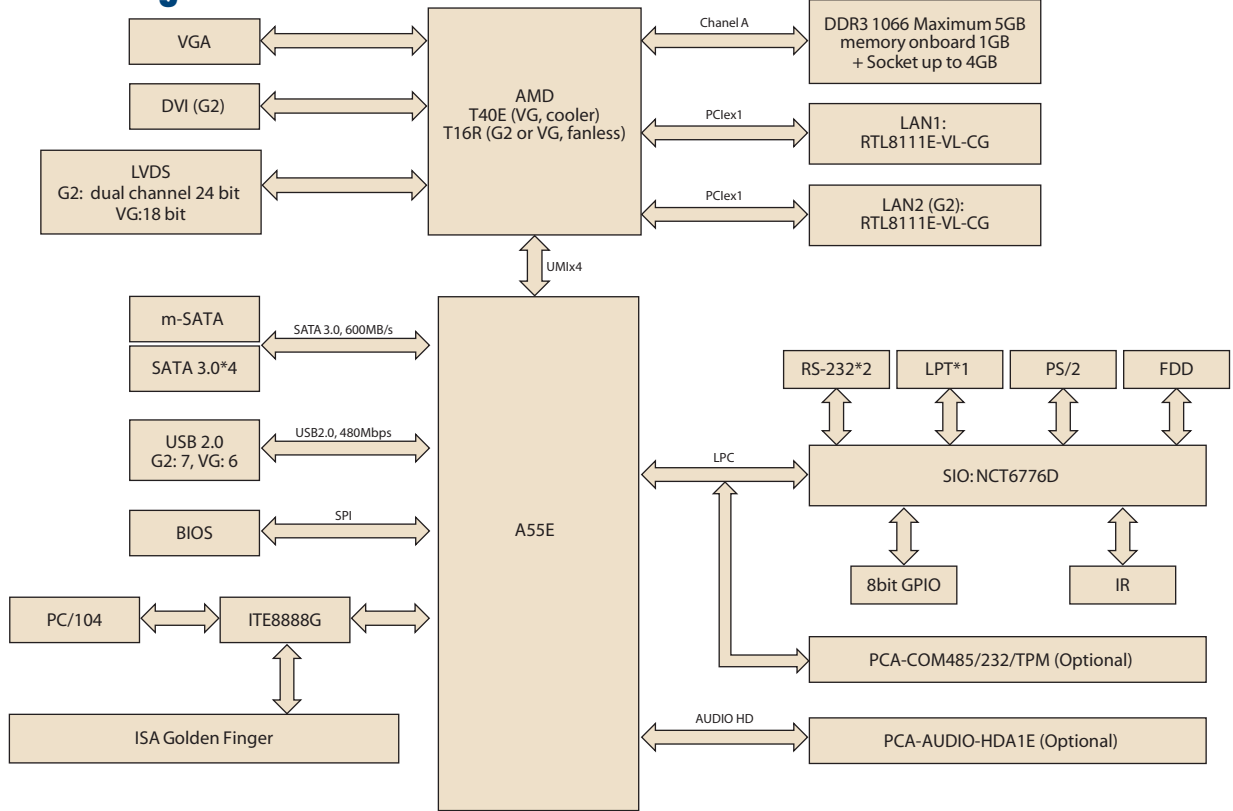 VGA
DVI (G2)
LVDS
G2: dual channel 24 bit
VG:18 bit
AMD
T40E (VG, cooler)
T16R (G2 or VG, fanless)
Chanel A
DDR3 1066 Maximum 5GB
memory onboard 1GB
+ Socket up to 4GB
PCIex1
LAN1:
RTL8111E-VL-CG
PCIex1
LAN2 (G2):
RTL8111E-VL-CG
UMIx4
m-SATA
SATA 3.0*4
SATA 3.0, 600MB/s
USB 2.0
G2: 7, VG: 6
USB2.0, 480Mbps
BIOS
SPI
A55E
PC/104
ITE8888G
ISA Golden Finger
RS-232*2
LPT*1
PS/2
FDD
LPC
SIO: NCT6776D
8bit GPIO
IR
PCA-COM485/232/TPM (Optional)
AUDIO HD
PCA-AUDIO-HDA1E (Optional)